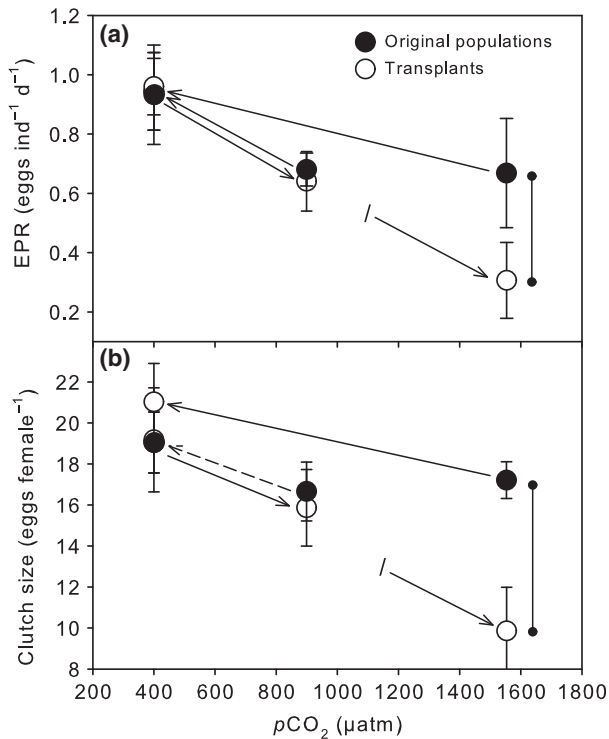 (a)
Original populations
Transplants
EPR (eggs ind⁻¹ d⁻¹)
1.2
1.0
0.8
0.6
0.4
0.2
(b)
Clutch size (eggs female⁻¹)
22
20
18
16
14
12
10
8
200 400 600 800 1000 1200 1400 1600 1800
pCO₂ (µatm)